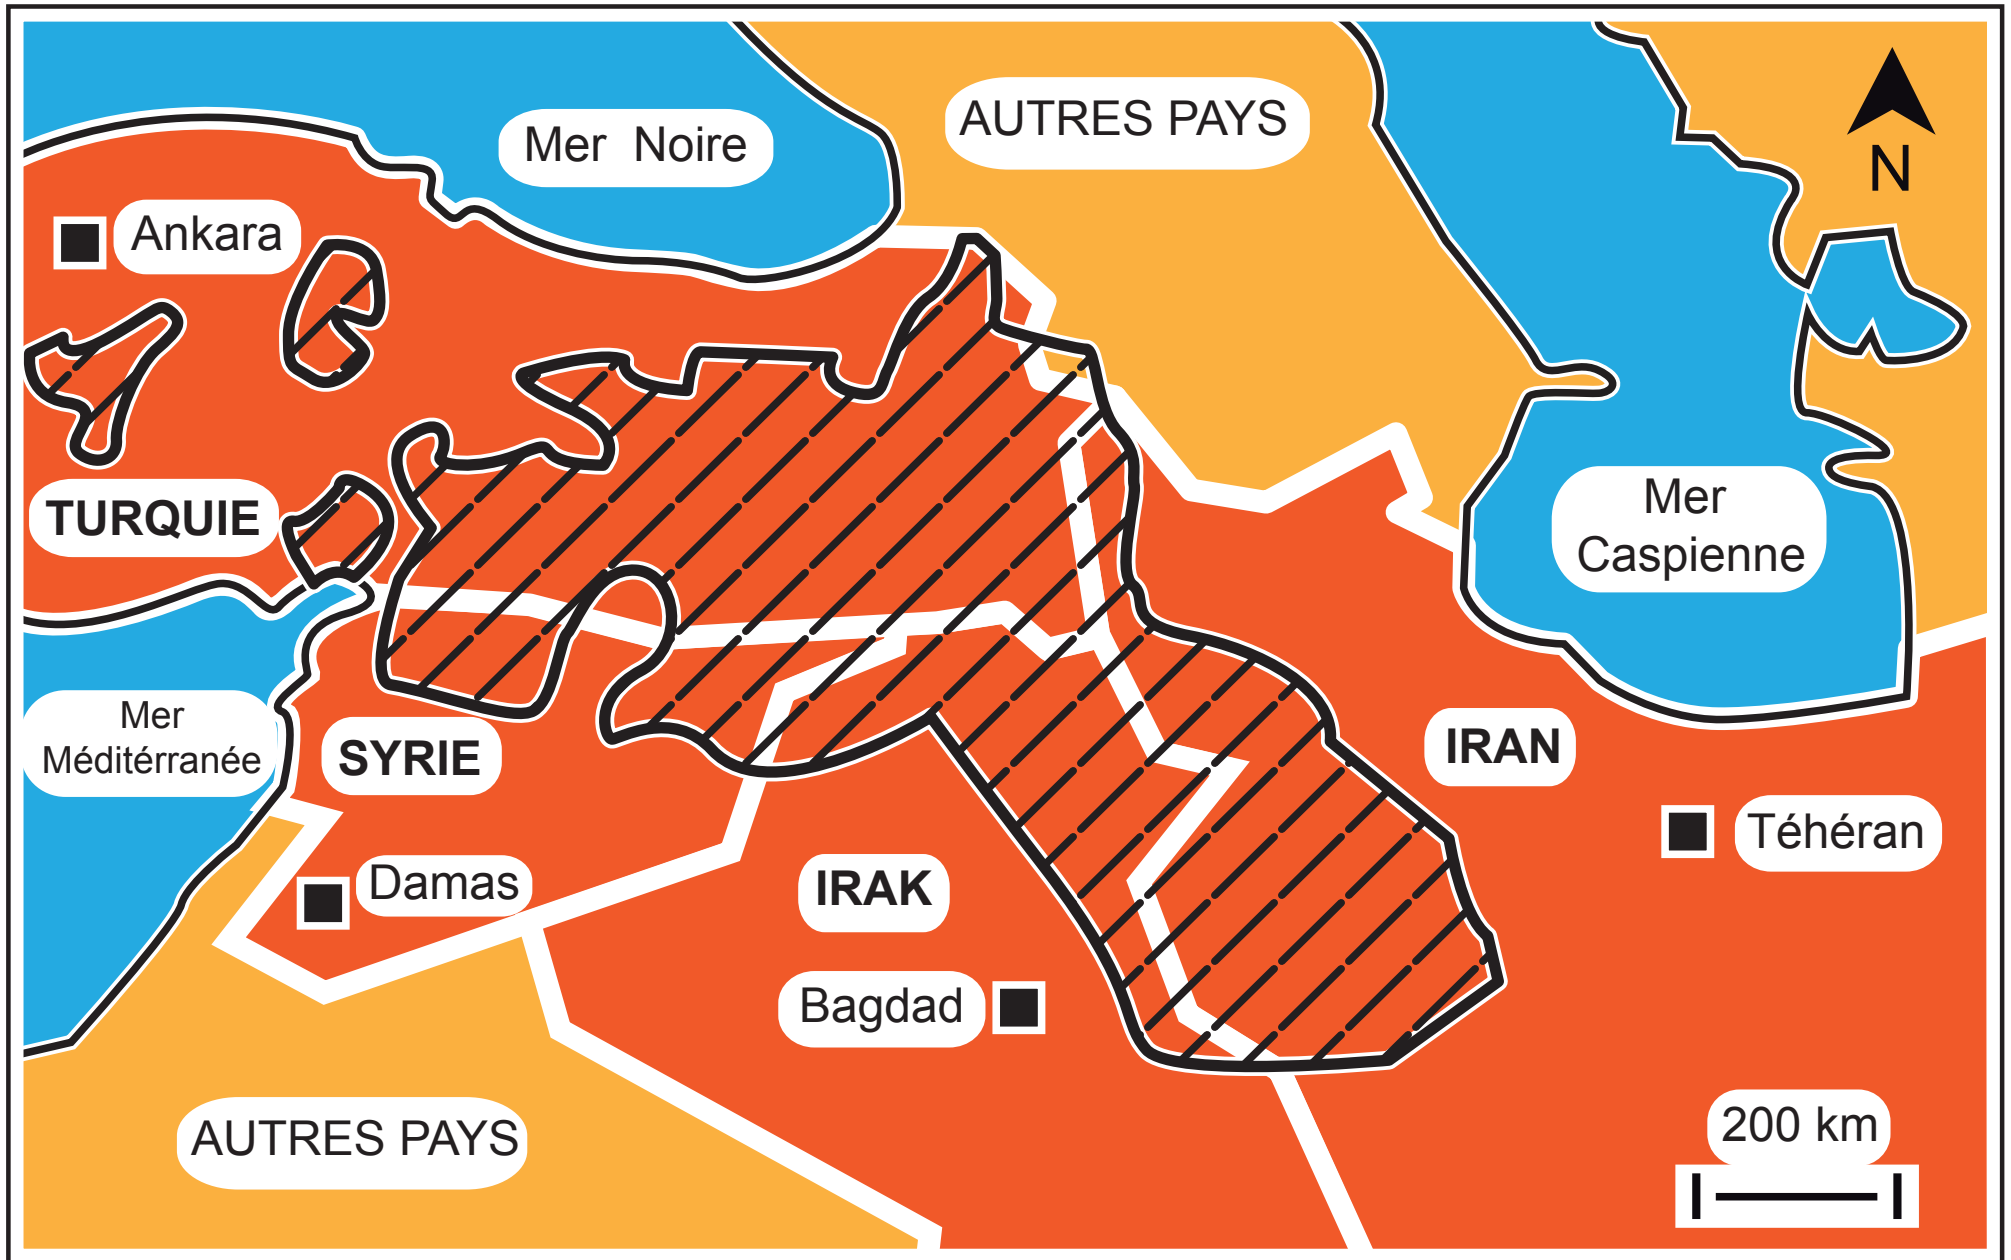 AUTRES PAYS
Mer Noire
N
Ankara
TURQUIE
Mer
Caspienne
Mer
Méditérranée
SYRIE
IRAN
Téhéran
Damas
IRAK
Bagdad
AUTRES PAYS
200 km